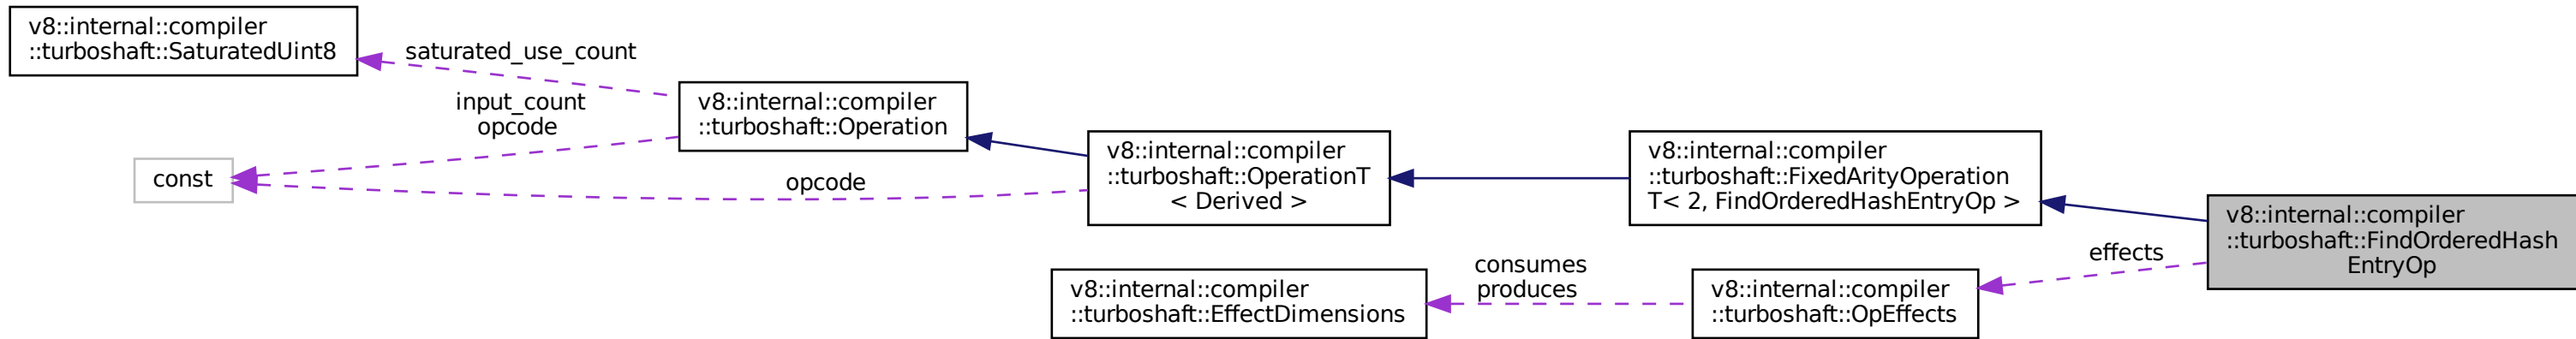 v8::internal::compiler
::turboshaft::SaturatedUint8
saturated_use_count
input_count
opcode
v8::internal::compiler
::turboshaft::Operation
const
opcode
v8::internal::compiler
::turboshaft::OperationT
< Derived >
v8::internal::compiler
::turboshaft::FixedArityOperation
T< 2, FindOrderedHashEntryOp >
v8::internal::compiler
::turboshaft::EffectDimensions
consumes
produces
v8::internal::compiler
::turboshaft::OpEffects
effects
v8::internal::compiler
::turboshaft::FindOrderedHash
EntryOp